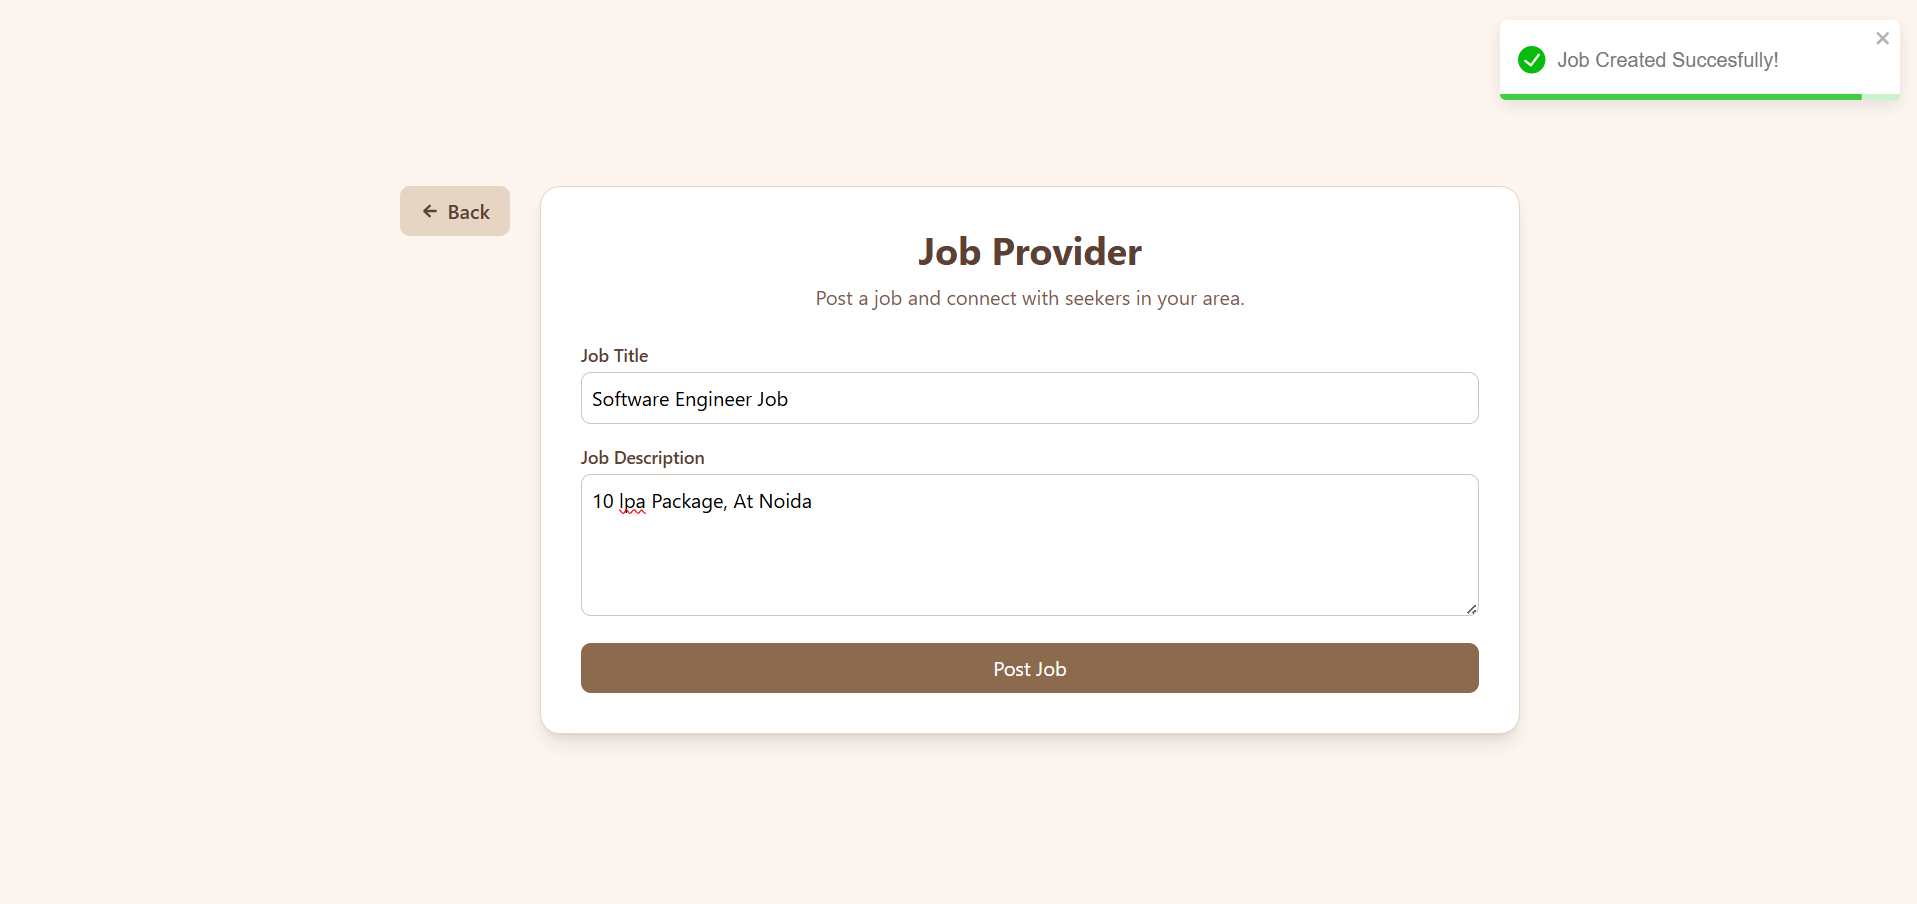 Job Created Succesfully!
Back
Job Provider
Post a job and connect with seekers in your area.
Job Title
Software Engineer Job
Job Description
10 lpa Package, At Noida
Post Job